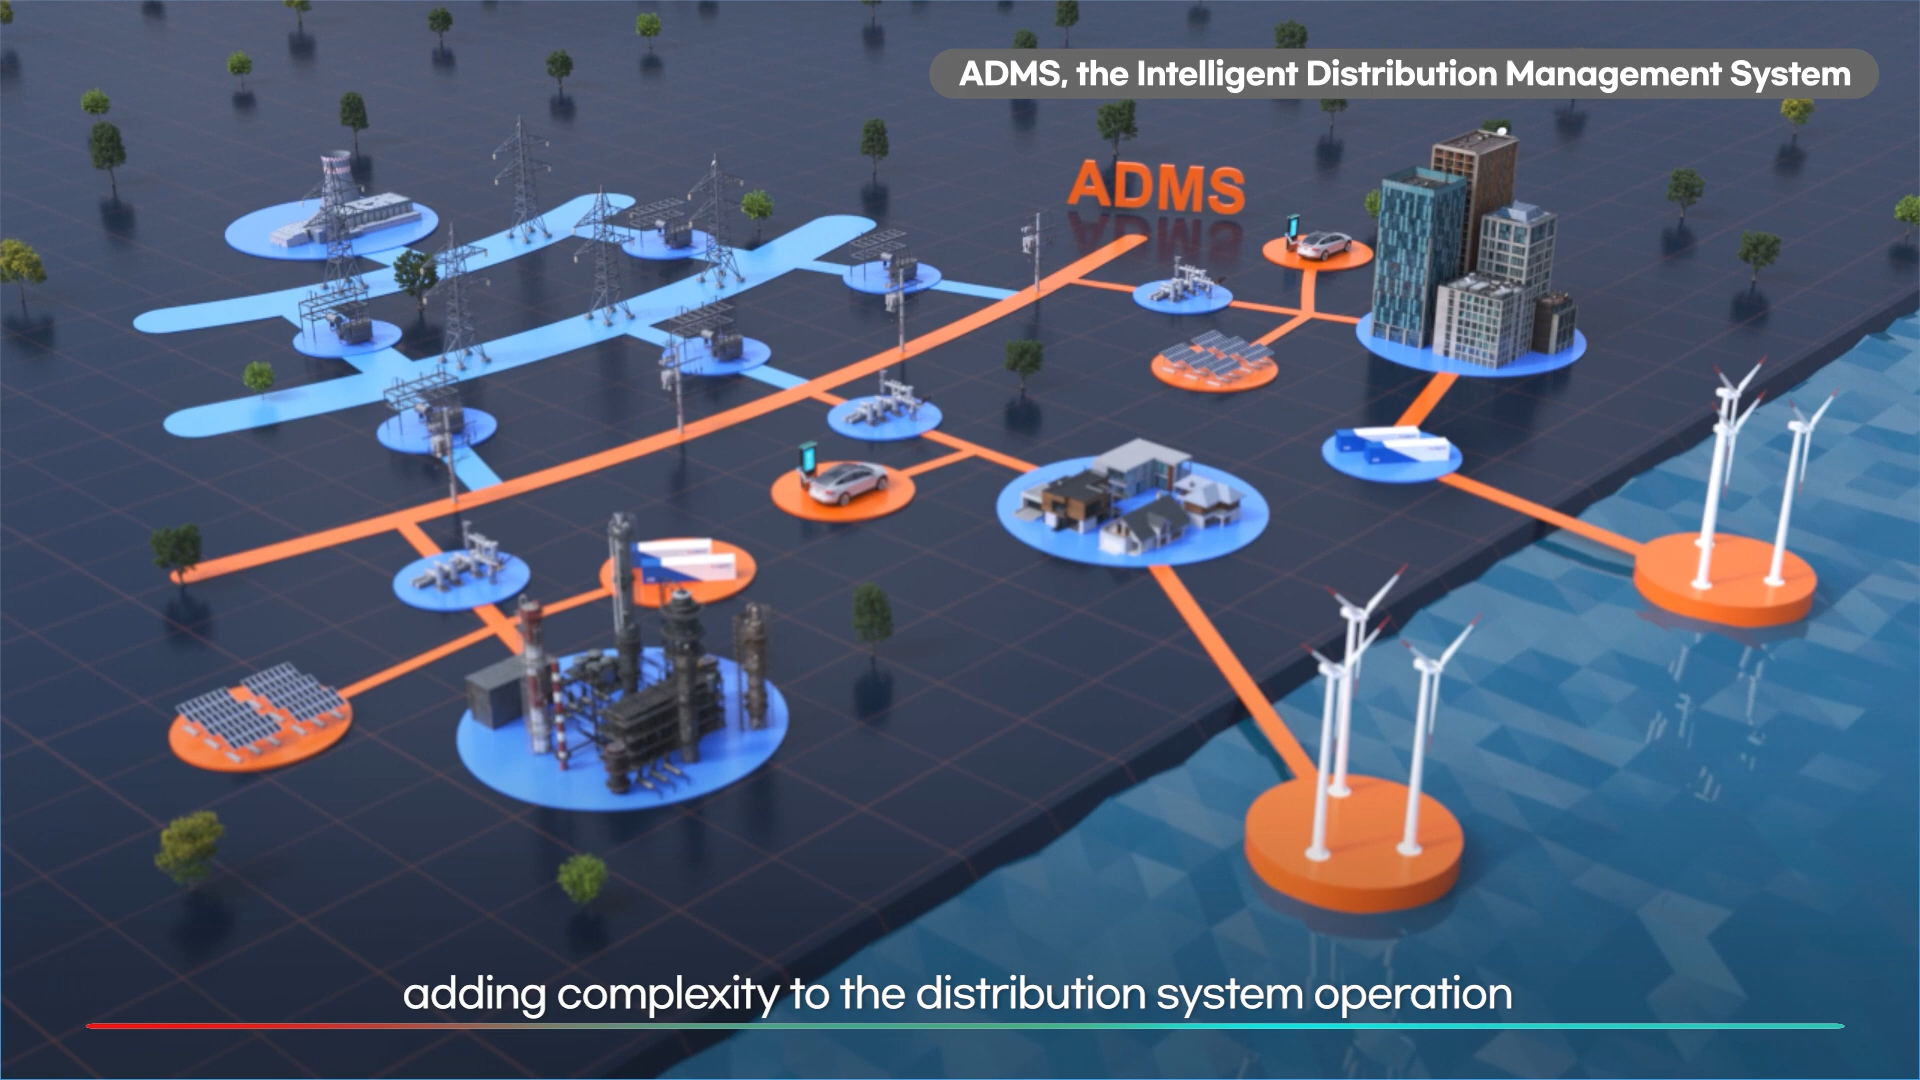 ADMS, the Intelligent Distribution Management System
ADMS
adding complexity to the distribution system operation